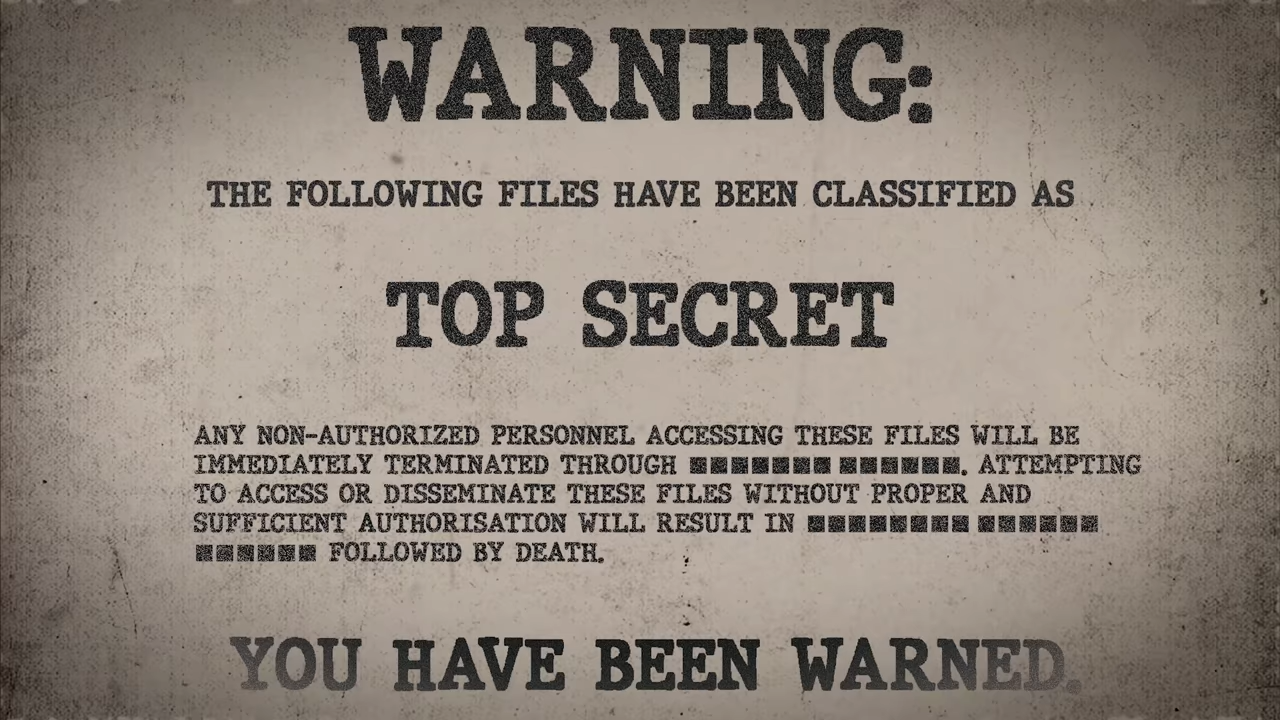 WARNING:
THE FOLLOWING FILES HAVE BEEN CLASSIFIED AS
TOP SECRET
ANY NON-AUTHORIZED PERSONNEL ACCESSING THESE FILES WILL BE
IMMEDIATELY TERMINATED THROUGH ■■■■■■■ ■■■■■■. ATTEMPTING
TO ACCESS OR DISSEMINATE THESE FILES WITHOUT PROPER AND
SUFFICIENT AUTHORISATION WILL RESULT IN ■■■■■■■■ ■■■■■■
■■■■■■ FOLLOWED BY DEATH.
YOU HAVE BEEN WARNED.